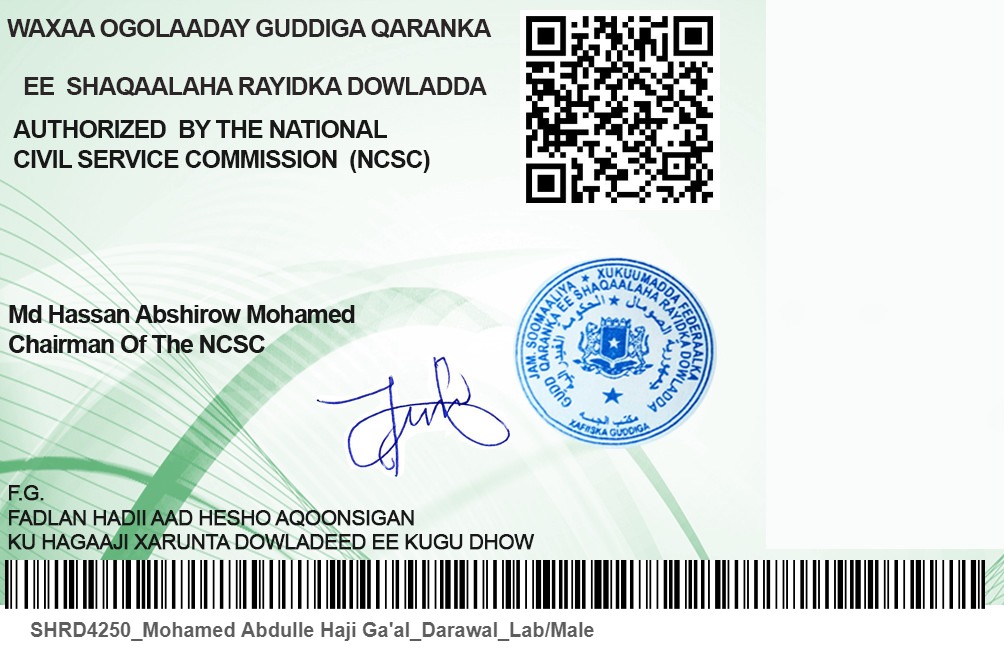 WAXAA OGOLAADAY GUDDIGA QARANKA
EE SHAQAALAHA RAYIDKA DOWLADDA
AUTHORIZED BY THE NATIONAL
CIVIL SERVICE COMMISSION (NCSC)
JAM. SOOMAALIYA ★ XUKUUMADDA FEDERAALKA
GUDD QARANKA EE SHAQAALAHA RAYIDKA DOWLADDA
XAFIISKA GUDDIGA
Md Hassan Abshirow Mohamed
Chairman Of The NCSC
F.G.
FADLAN HADII AAD HESHO AQOONSIGAN
KU HAGAAJI XARUNTA DOWLADEED EE KUGU DHOW
SHRD4250_Mohamed Abdulle Haji Ga'al_Darawal_Lab/Male